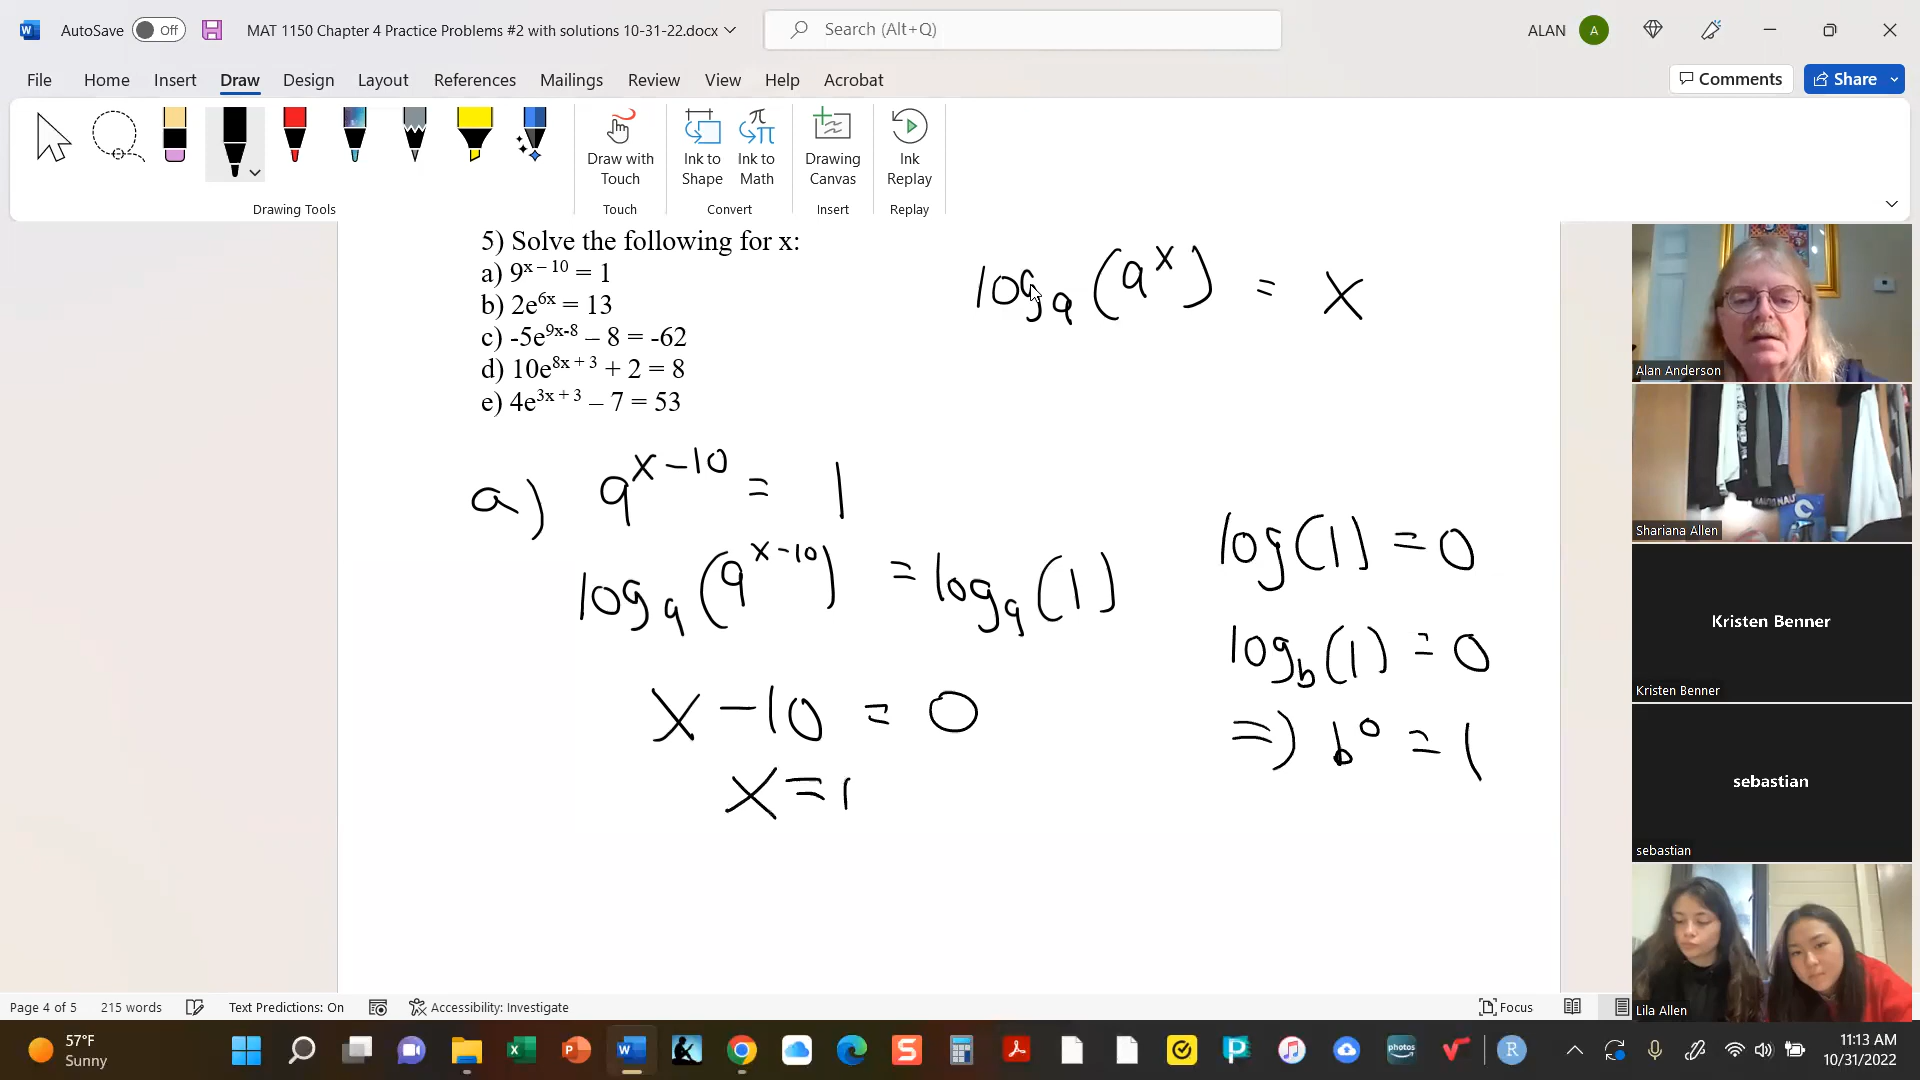 AutoSave Off MAT 1150 Chapter 4 Practice Problems #2 with solutions 10-31-22.docx Search (Alt+Q) ALAN A
File Home Insert Draw Design Layout References Mailings Review View Help Acrobat Comments Share
Draw with Touch
Ink to Shape
Ink to Math
Drawing Canvas
Ink Replay
Drawing Tools Touch Convert Insert Replay
5) Solve the following for x:
a) 9^(x – 10) = 1
b) 2e^(6x) = 13
c) -5e^(9x-8) – 8 = -62
d) 10e^(8x + 3) + 2 = 8
e) 4e^(3x + 3) – 7 = 53
log₉(9^x) = x
a) 9^(x-10) = 1
log₉(9^(x-10)) = log₉(1)
x - 10 = 0
x = 1
log(1) = 0
log_b(1) = 0
=) b⁰ = 1
Alan Anderson
Shariana Allen
Kristen Benner
Kristen Benner
sebastian
sebastian
Lila Allen
Page 4 of 5 215 words Text Predictions: On Accessibility: Investigate Focus
57°F
Sunny
photos
11:13 AM
10/31/2022